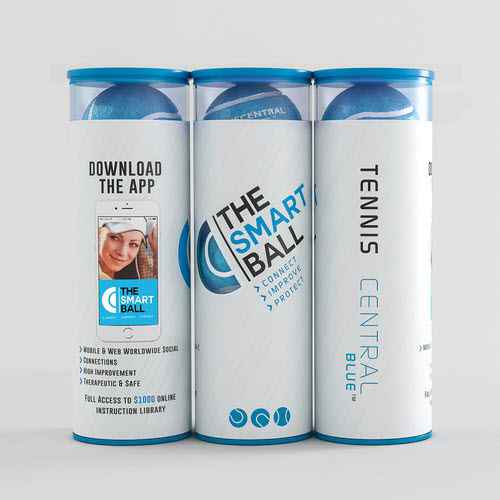 DOWNLOAD
THE APP
THE
SMART
BALL
MOBILE & WEB WORLDWIDE SOCIAL
CONNECTIONS
HIGH IMPROVEMENT
THERAPEUTIC & SAFE
FULL ACCESS TO $1000 ONLINE
INSTRUCTION LIBRARY
CENTRAL
THE
SMART
BALL
CONNECT
IMPROVE
PROTECT
TENNIS CENTRAL
BLUE™